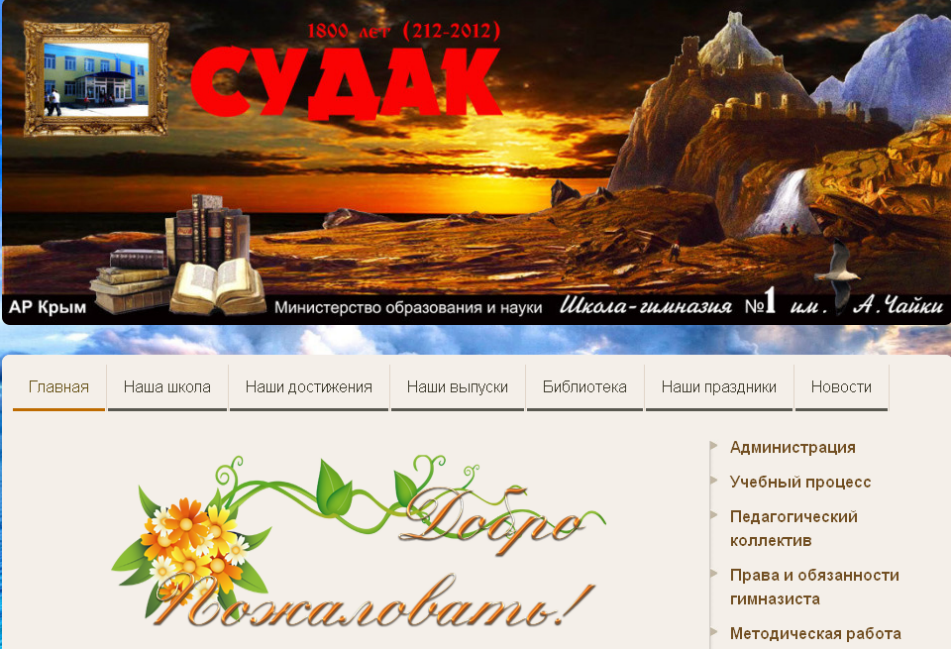 1800 лет (212-2012)
СУДАК
АР Крым
Министерство образования и науки
Школа-гимназия №1 им. А.Чайки
Главная
Наша школа
Наши достижения
Наши выпуски
Библиотека
Наши праздники
Новости
Добро
Пожаловать!
Администрация
Учебный процесс
Педагогический
коллектив
Права и обязанности
гимназиста
Методическая работа